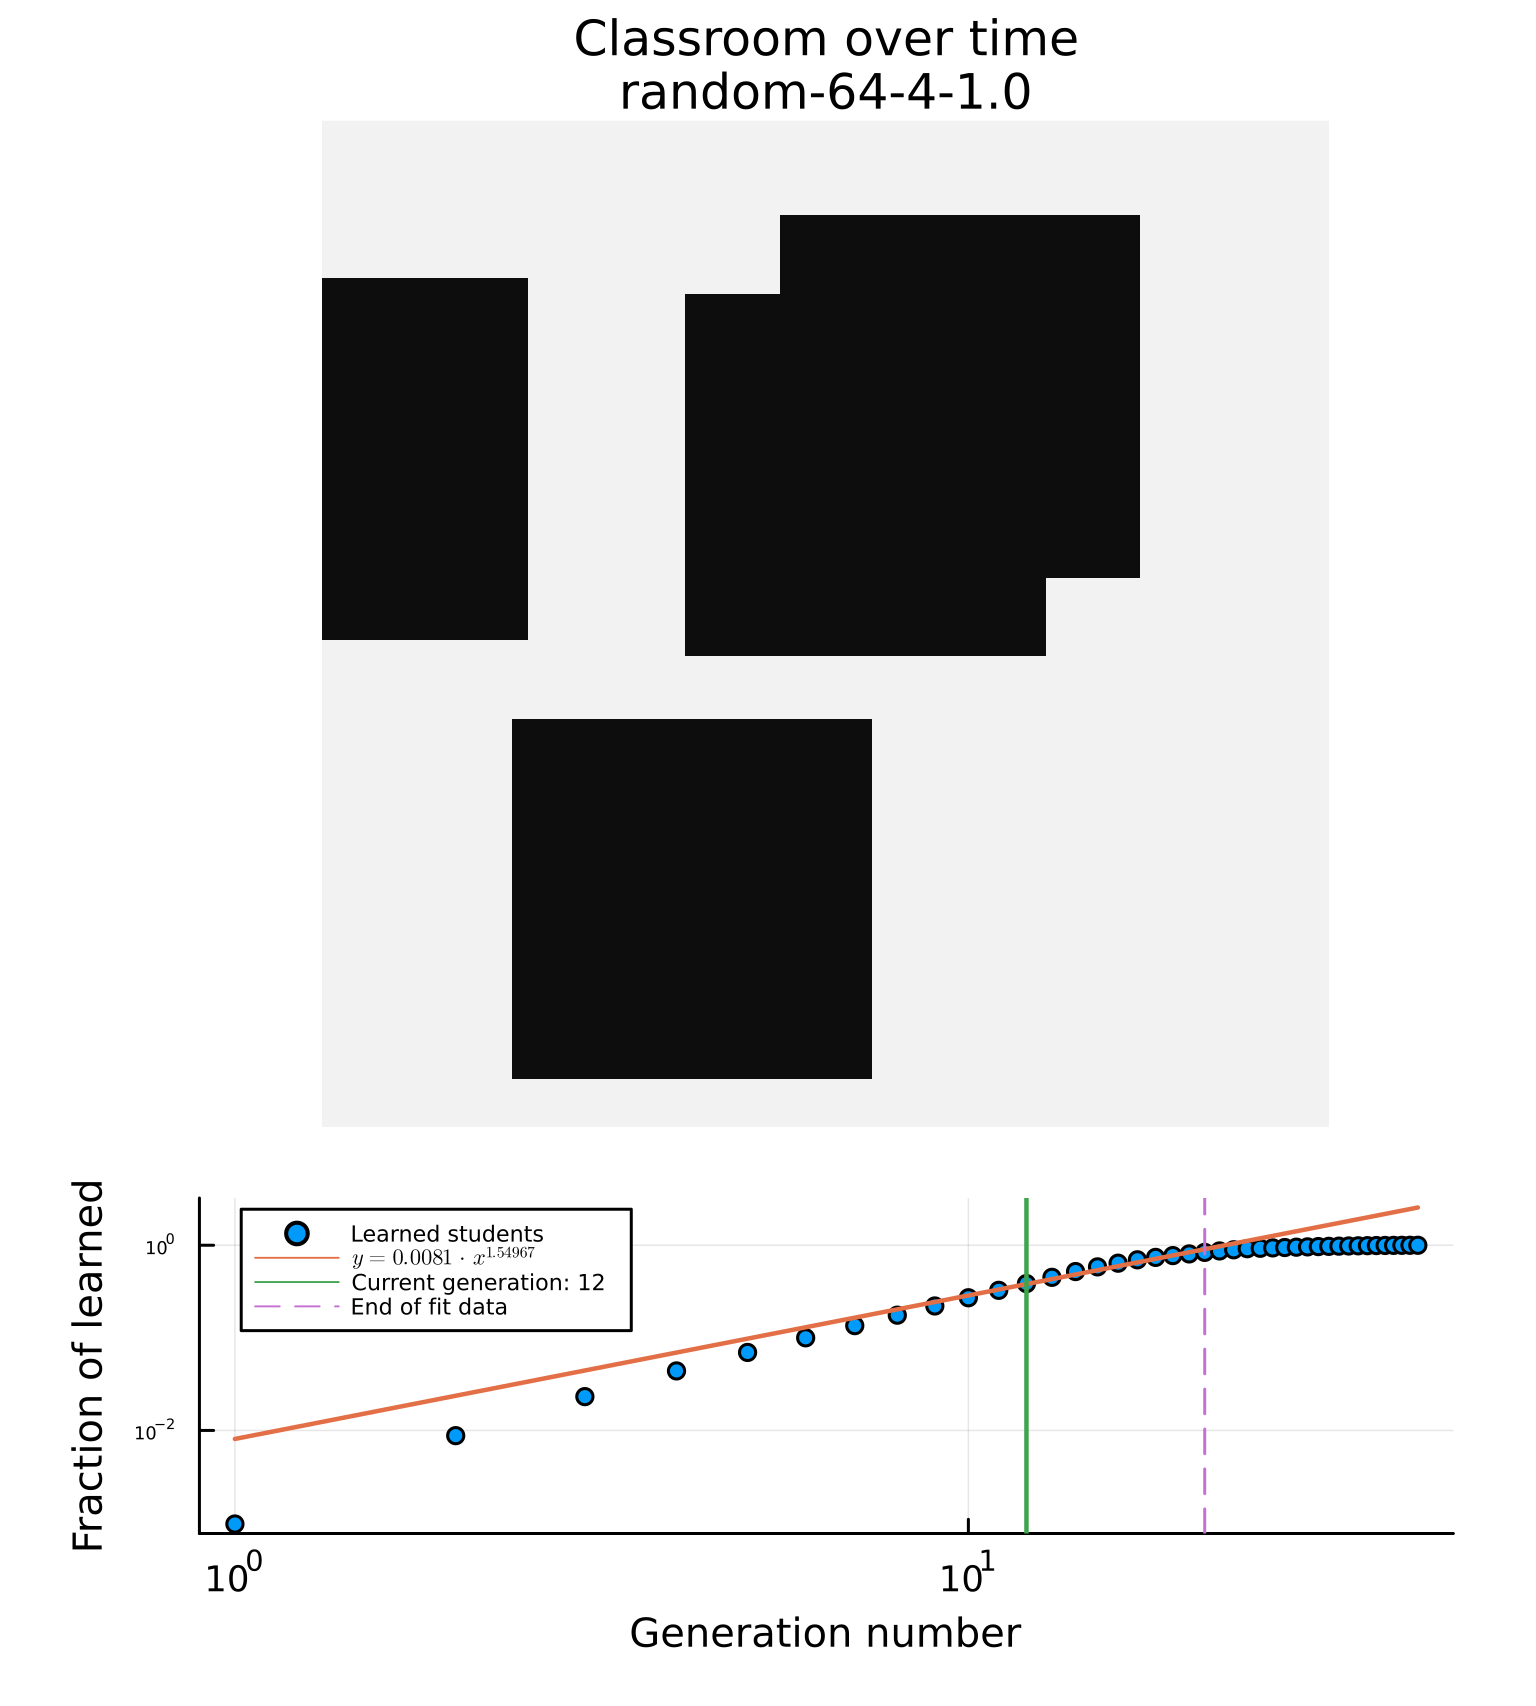 Classroom over time
random-64-4-1.0
Fraction of learned
10⁰
10⁻²
Learned students
y = 0.0081 · x^1.54967
Current generation: 12
End of fit data
10⁰ 10¹
Generation number